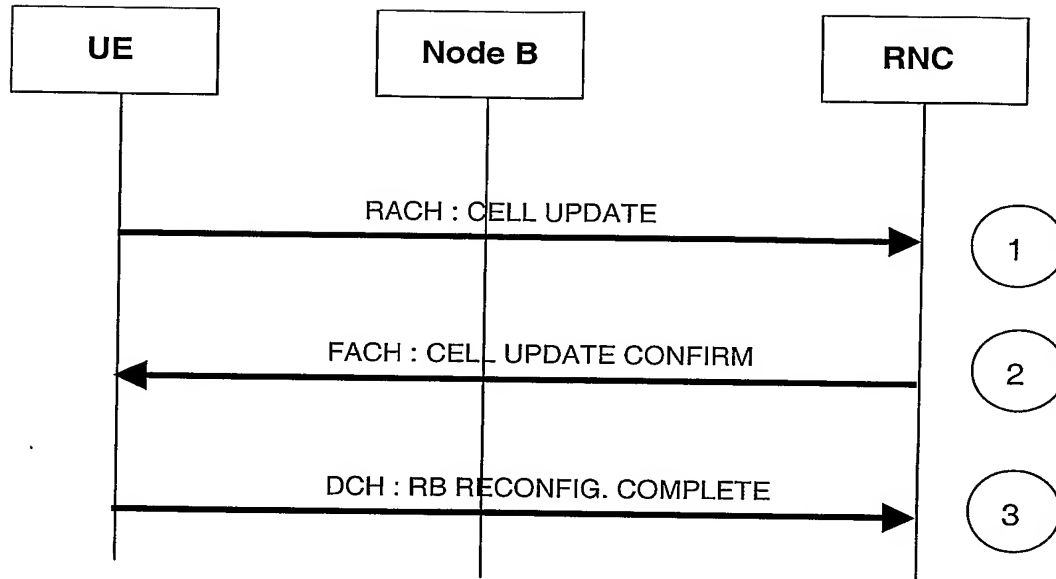 UE
Node B
RNC
RACH : CELL UPDATE
1
FACH : CELL UPDATE CONFIRM
2
DCH : RB RECONFIG. COMPLETE
3